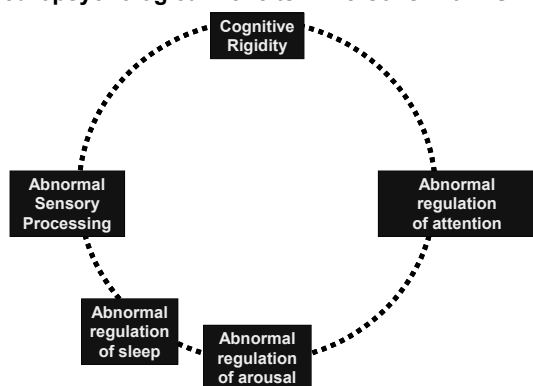 Cognitive
Rigidity
Abnormal
Sensory
Processing
Abnormal
regulation
of attention
Abnormal
regulation
of sleep
Abnormal
regulation
of arousal